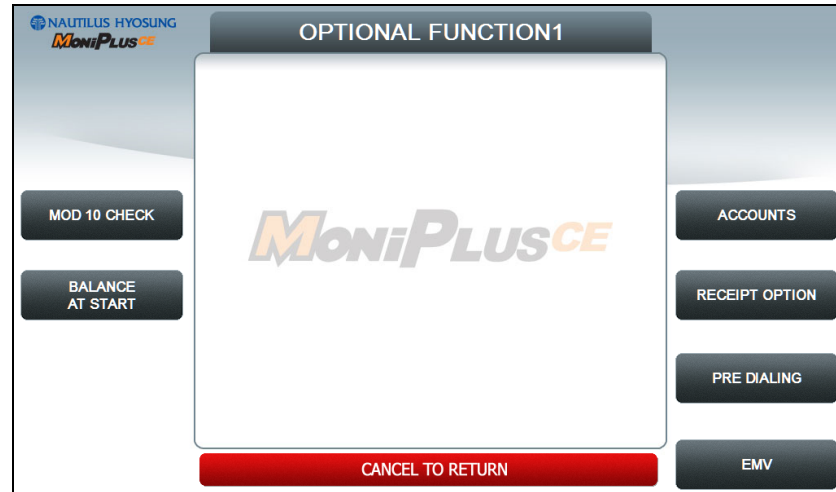 NAUTILUS HYOSUNG
MoniPlusCE
OPTIONAL FUNCTION1
MOD 10 CHECK
BALANCE
AT START
MoniPlusCE
ACCOUNTS
RECEIPT OPTION
PRE DIALING
EMV
CANCEL TO RETURN